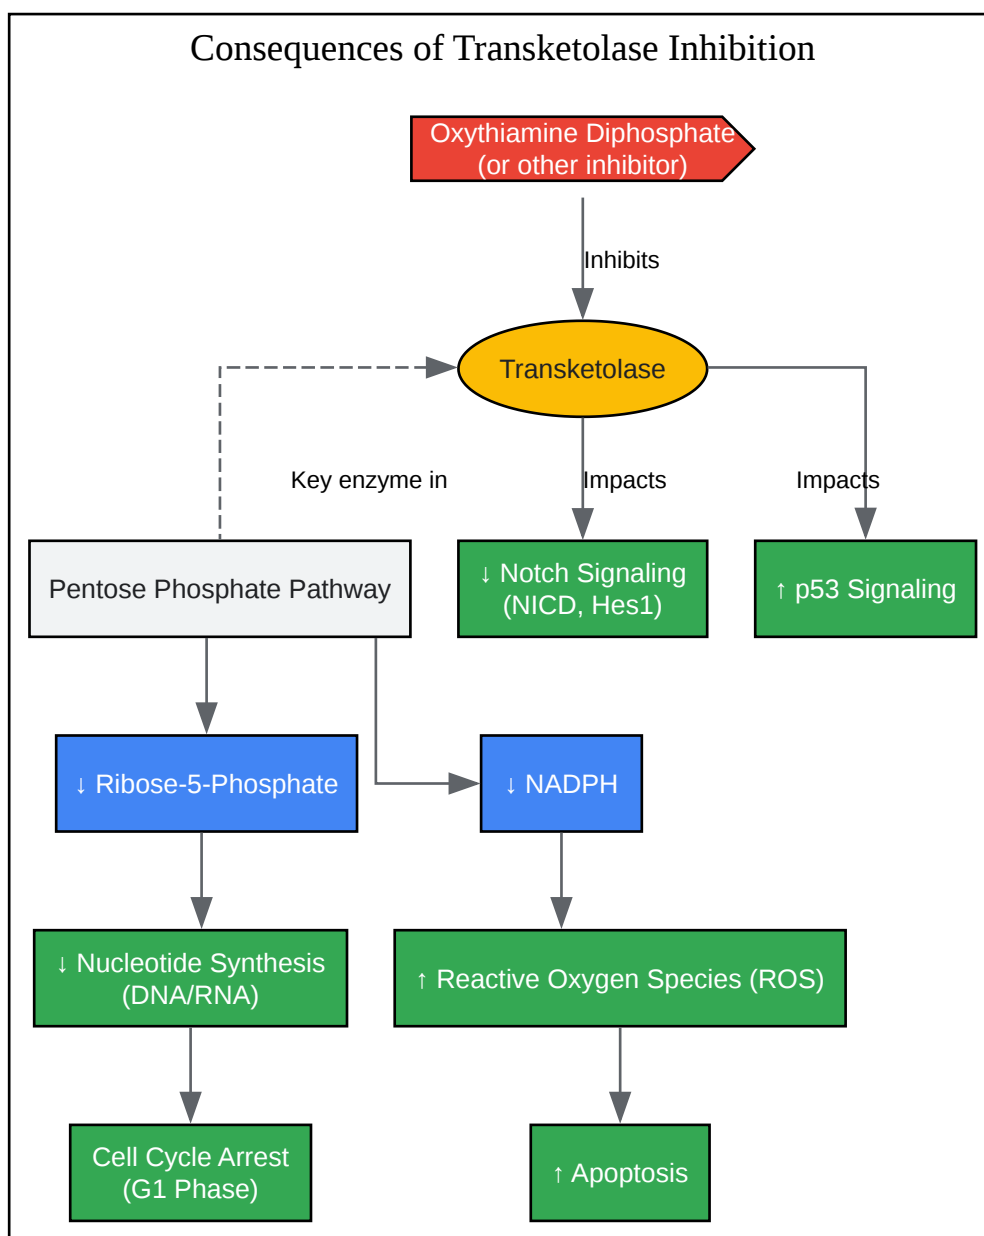 Consequences of Transketolase Inhibition
Oxythiamine Diphosphate
(or other inhibitor)
Inhibits
Transketolase
Key enzyme in
Impacts
Impacts
Pentose Phosphate Pathway
↓ Notch Signaling
(NICD, Hes1)
↑ p53 Signaling
↓ Ribose-5-Phosphate
↓ NADPH
↓ Nucleotide Synthesis
(DNA/RNA)
↑ Reactive Oxygen Species (ROS)
Cell Cycle Arrest
(G1 Phase)
↑ Apoptosis